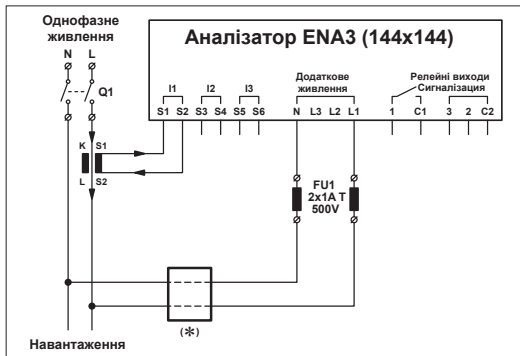 Однофазне
живлення
N L
Q1
Аналізатор ENA3 (144x144)
I1 I2 I3
Додаткове
живлення
Релейні виходи
Сигналізация
S1 S2 S3 S4 S5 S6 N L3 L2 L1 1 C1 3 2 C2
K S1
L S2
FU1
2x1A T
500V
(*)
Навантаження